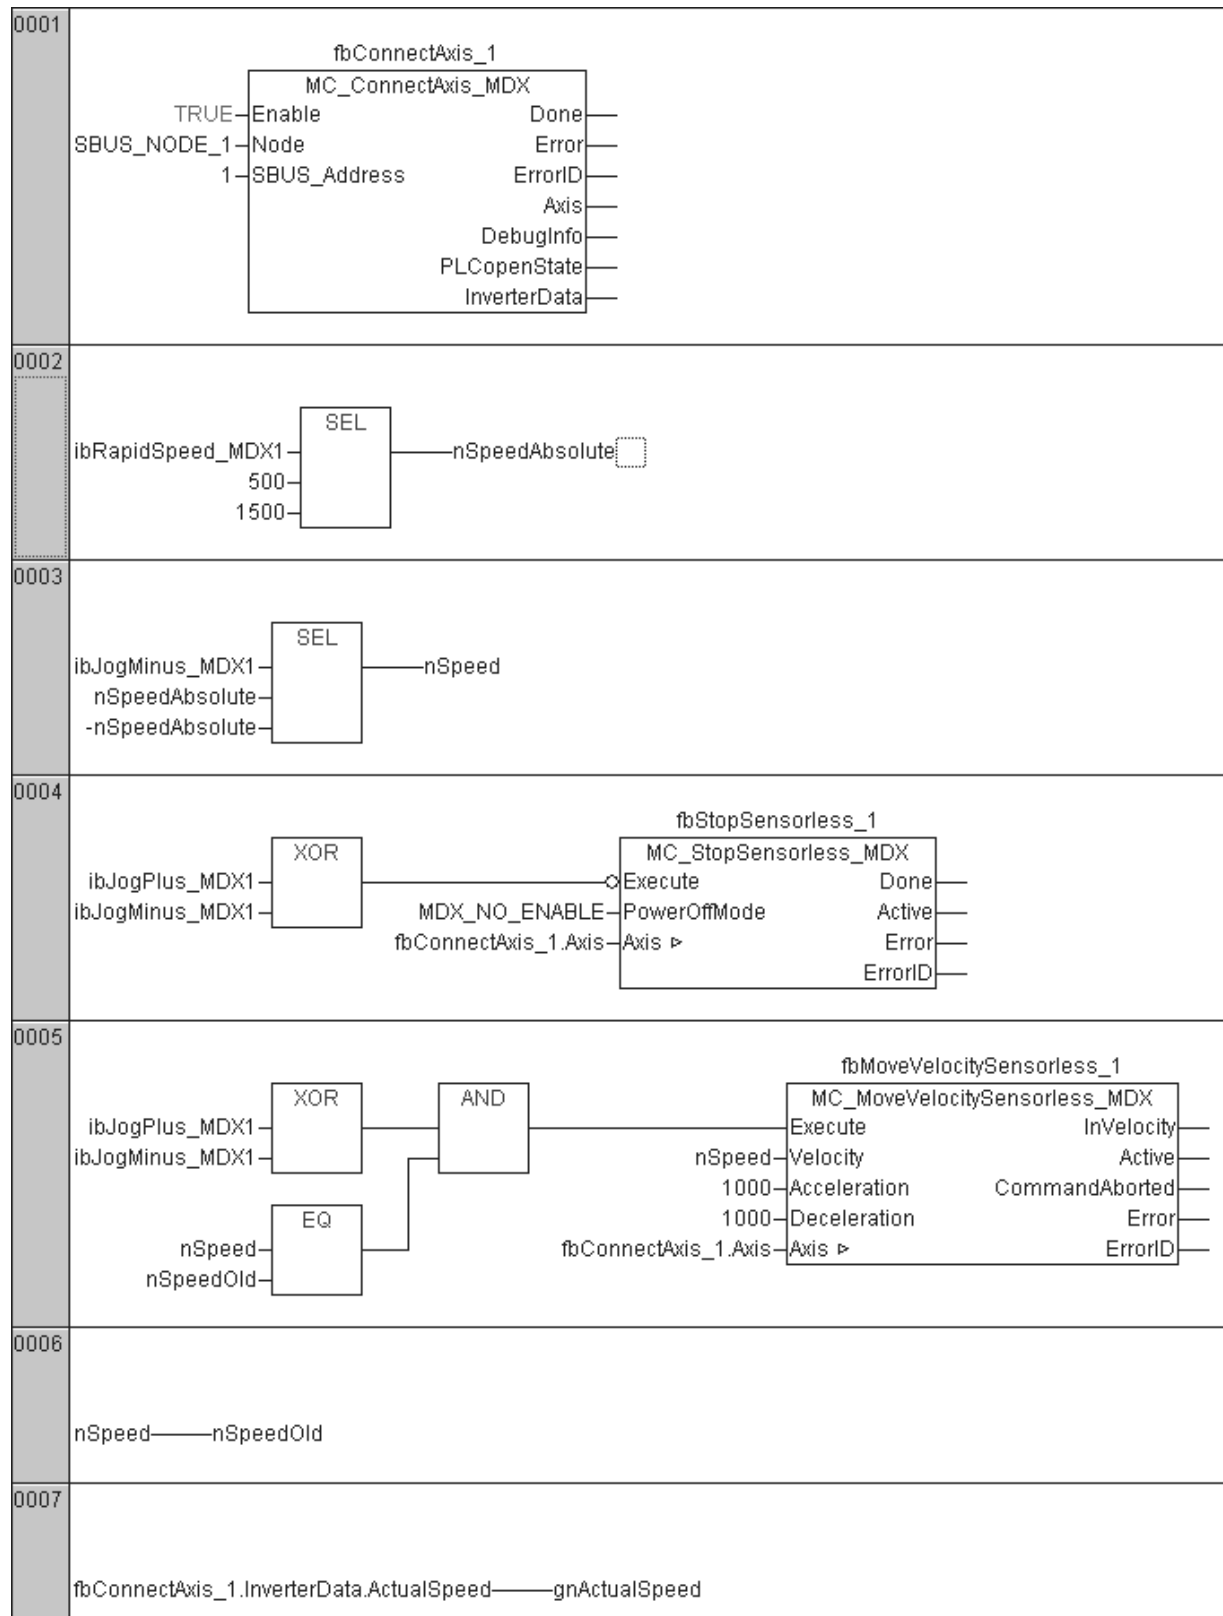 0001
fbConnectAxis_1
MC_ConnectAxis_MDX
TRUE Enable Done
SBUS_NODE_1 Node Error
1 SBUS_Address ErrorID
Axis
DebugInfo
PLCopenState
InverterData
0002
SEL
ibRapidSpeed_MDX1 nSpeedAbsolute
500
1500
0003
SEL
ibJogMinus_MDX1 nSpeed
nSpeedAbsolute
-nSpeedAbsolute
0004
fbStopSensorless_1
XOR MC_StopSensorless_MDX
ibJogPlus_MDX1 Execute Done
ibJogMinus_MDX1 MDX_NO_ENABLE PowerOffMode Active
fbConnectAxis_1.Axis Axis Error
ErrorID
0005
fbMoveVelocitySensorless_1
XOR AND MC_MoveVelocitySensorless_MDX
ibJogPlus_MDX1 Execute InVelocity
ibJogMinus_MDX1 nSpeed Velocity Active
1000 Acceleration CommandAborted
EQ 1000 Deceleration Error
nSpeed fbConnectAxis_1.Axis Axis ErrorID
nSpeedOld
0006
nSpeed nSpeedOld
0007
fbConnectAxis_1.InverterData.ActualSpeed gnActualSpeed